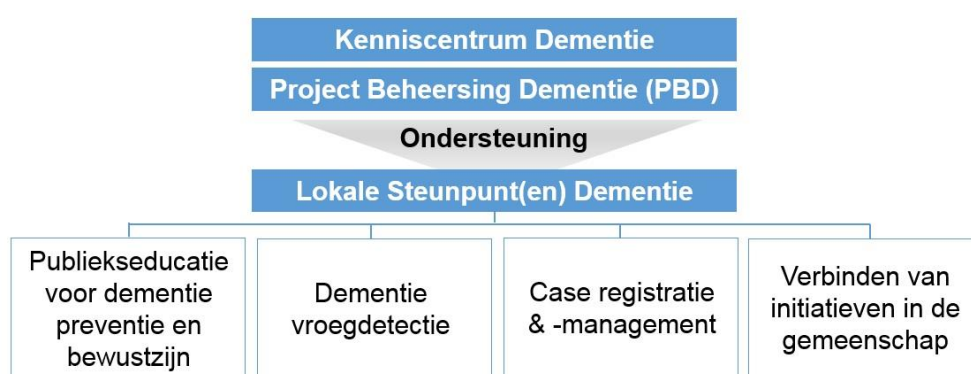 Kenniscentrum Dementie
Project Beheersing Dementie (PBD)
Ondersteuning
Lokale Steunpunt(en) Dementie
Publiekseducatie
voor dementie
preventie en
bewustzijn
Dementie
vroegdetectie
Case registratie
& -management
Verbinden van
initiatieven in de
gemeenschap